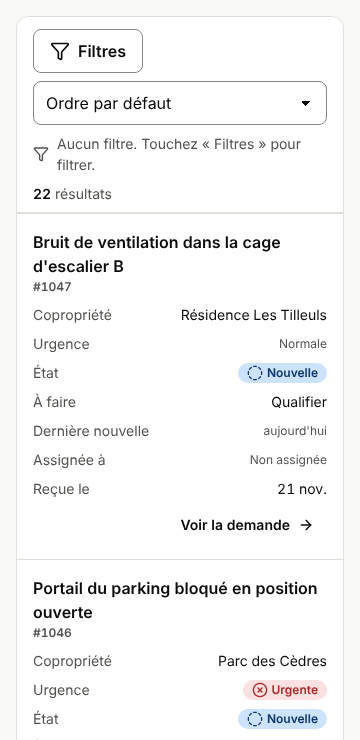 Filtres
Ordre par défaut
Aucun filtre. Touchez « Filtres » pour
filtrer.
22 résultats
Bruit de ventilation dans la cage
d'escalier B
#1047
Copropriété Résidence Les Tilleuls
Urgence Normale
État Nouvelle
À faire Qualifier
Dernière nouvelle aujourd'hui
Assignée à Non assignée
Reçue le 21 nov.
Voir la demande
Portail du parking bloqué en position
ouverte
#1046
Copropriété Parc des Cèdres
Urgence Urgente
État Nouvelle